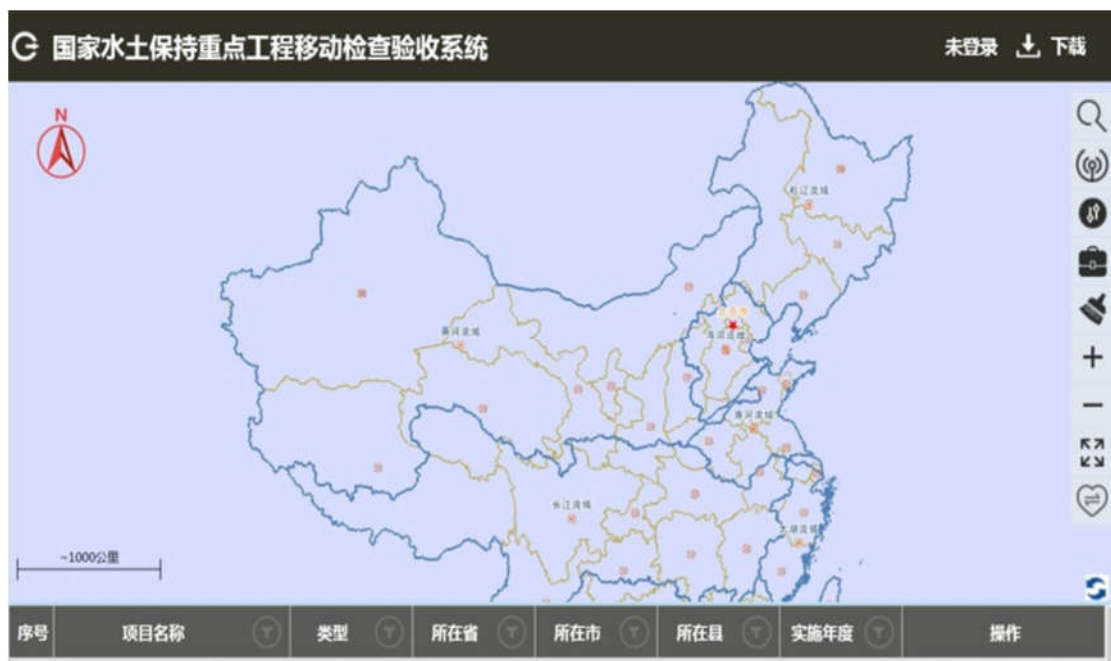 国家水土保持重点工程移动检查验收系统
未登录 下载
N
松辽流域
北京市
黄河流域
海河流域
淮河流域
长江流域
太湖流域
~1000公里
序号 项目名称 类型 所在省 所在市 所在县 实施年度 操作